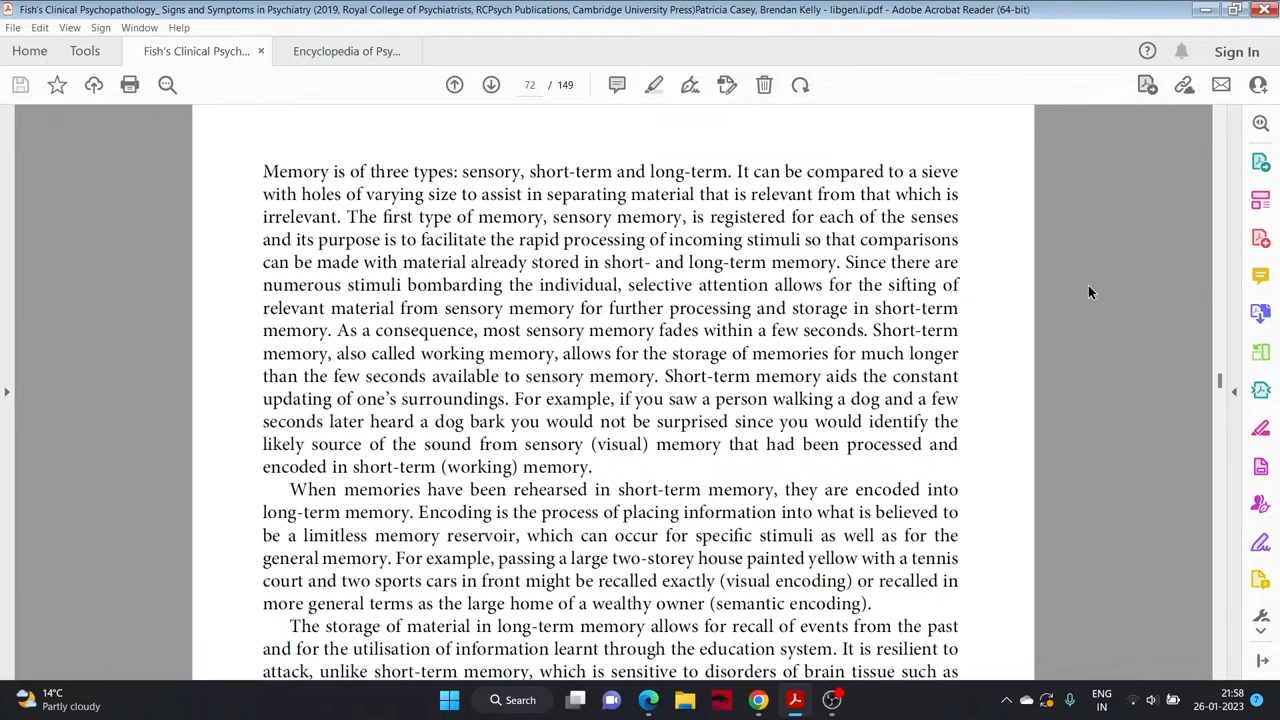 Fish's Clinical Psychopathology_ Signs and Symptoms in Psychiatry (2019, Royal College of Psychiatrists, RCPsych Publications, Cambridge University Press)Patricia Casey, Brendan Kelly - libgen.li.pdf - Adobe Acrobat Reader (64-bit)
File Edit View Sign Window Help
Home Tools Fish's Clinical Psych... × Encyclopedia of Psy... Sign In
72 / 149
Memory is of three types: sensory, short-term and long-term. It can be compared to a sieve
with holes of varying size to assist in separating material that is relevant from that which is
irrelevant. The first type of memory, sensory memory, is registered for each of the senses
and its purpose is to facilitate the rapid processing of incoming stimuli so that comparisons
can be made with material already stored in short- and long-term memory. Since there are
numerous stimuli bombarding the individual, selective attention allows for the sifting of
relevant material from sensory memory for further processing and storage in short-term
memory. As a consequence, most sensory memory fades within a few seconds. Short-term
memory, also called working memory, allows for the storage of memories for much longer
than the few seconds available to sensory memory. Short-term memory aids the constant
updating of one's surroundings. For example, if you saw a person walking a dog and a few
seconds later heard a dog bark you would not be surprised since you would identify the
likely source of the sound from sensory (visual) memory that had been processed and
encoded in short-term (working) memory.
When memories have been rehearsed in short-term memory, they are encoded into
long-term memory. Encoding is the process of placing information into what is believed to
be a limitless memory reservoir, which can occur for specific stimuli as well as for the
general memory. For example, passing a large two-storey house painted yellow with a tennis
court and two sports cars in front might be recalled exactly (visual encoding) or recalled in
more general terms as the large home of a wealthy owner (semantic encoding).
The storage of material in long-term memory allows for recall of events from the past
and for the utilisation of information learnt through the education system. It is resilient to
attack, unlike short-term memory, which is sensitive to disorders of brain tissue such as
14°C
Partly cloudy
Search
ENG
IN
21:58
26-01-2023